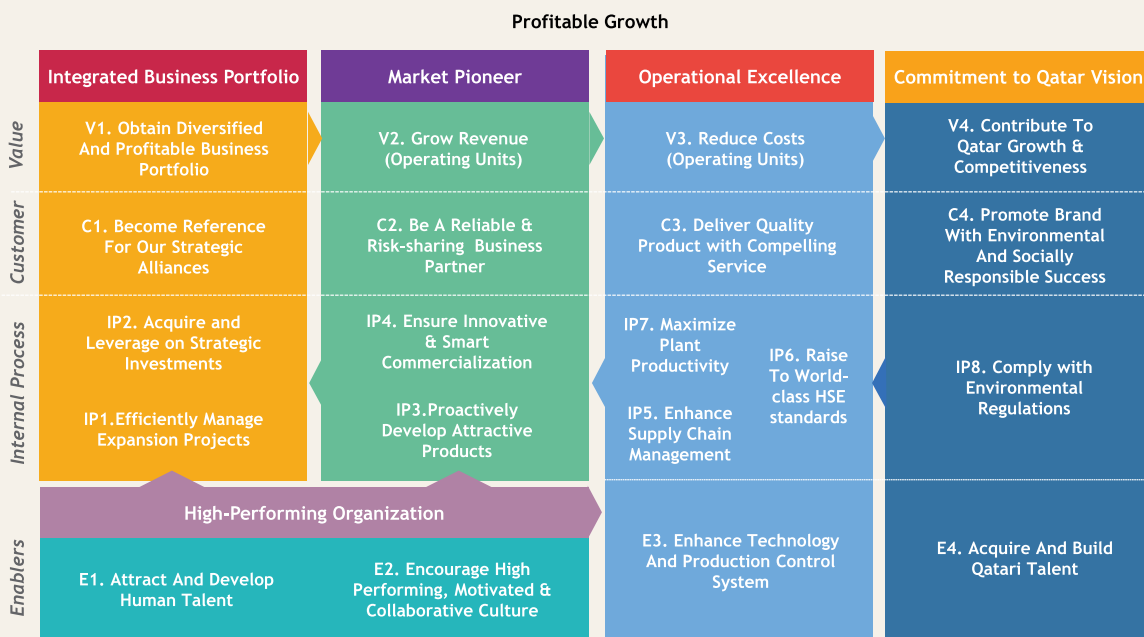 Profitable Growth
Integrated Business Portfolio
Market Pioneer
Operational Excellence
Commitment to Qatar Vision
Value
V1. Obtain Diversified
And Profitable Business
Portfolio
V2. Grow Revenue
(Operating Units)
V3. Reduce Costs
(Operating Units)
V4. Contribute To
Qatar Growth &
Competitiveness
Customer
C1. Become Reference
For Our Strategic
Alliances
C2. Be A Reliable &
Risk-sharing Business
Partner
C3. Deliver Quality
Product with Compelling
Service
C4. Promote Brand
With Environmental
And Socially
Responsible Success
Internal Process
IP2. Acquire and
Leverage on Strategic
Investments
IP1.Efficiently Manage
Expansion Projects
IP4. Ensure Innovative
& Smart
Commercialization
IP3.Proactively
Develop Attractive
Products
IP7. Maximize
Plant
Productivity
IP5. Enhance
Supply Chain
Management
IP6. Raise
To World-
class HSE
standards
IP8. Comply with
Environmental
Regulations
Enablers
High-Performing Organization
E1. Attract And Develop
Human Talent
E2. Encourage High
Performing, Motivated &
Collaborative Culture
E3. Enhance Technology
And Production Control
System
E4. Acquire And Build
Qatari Talent